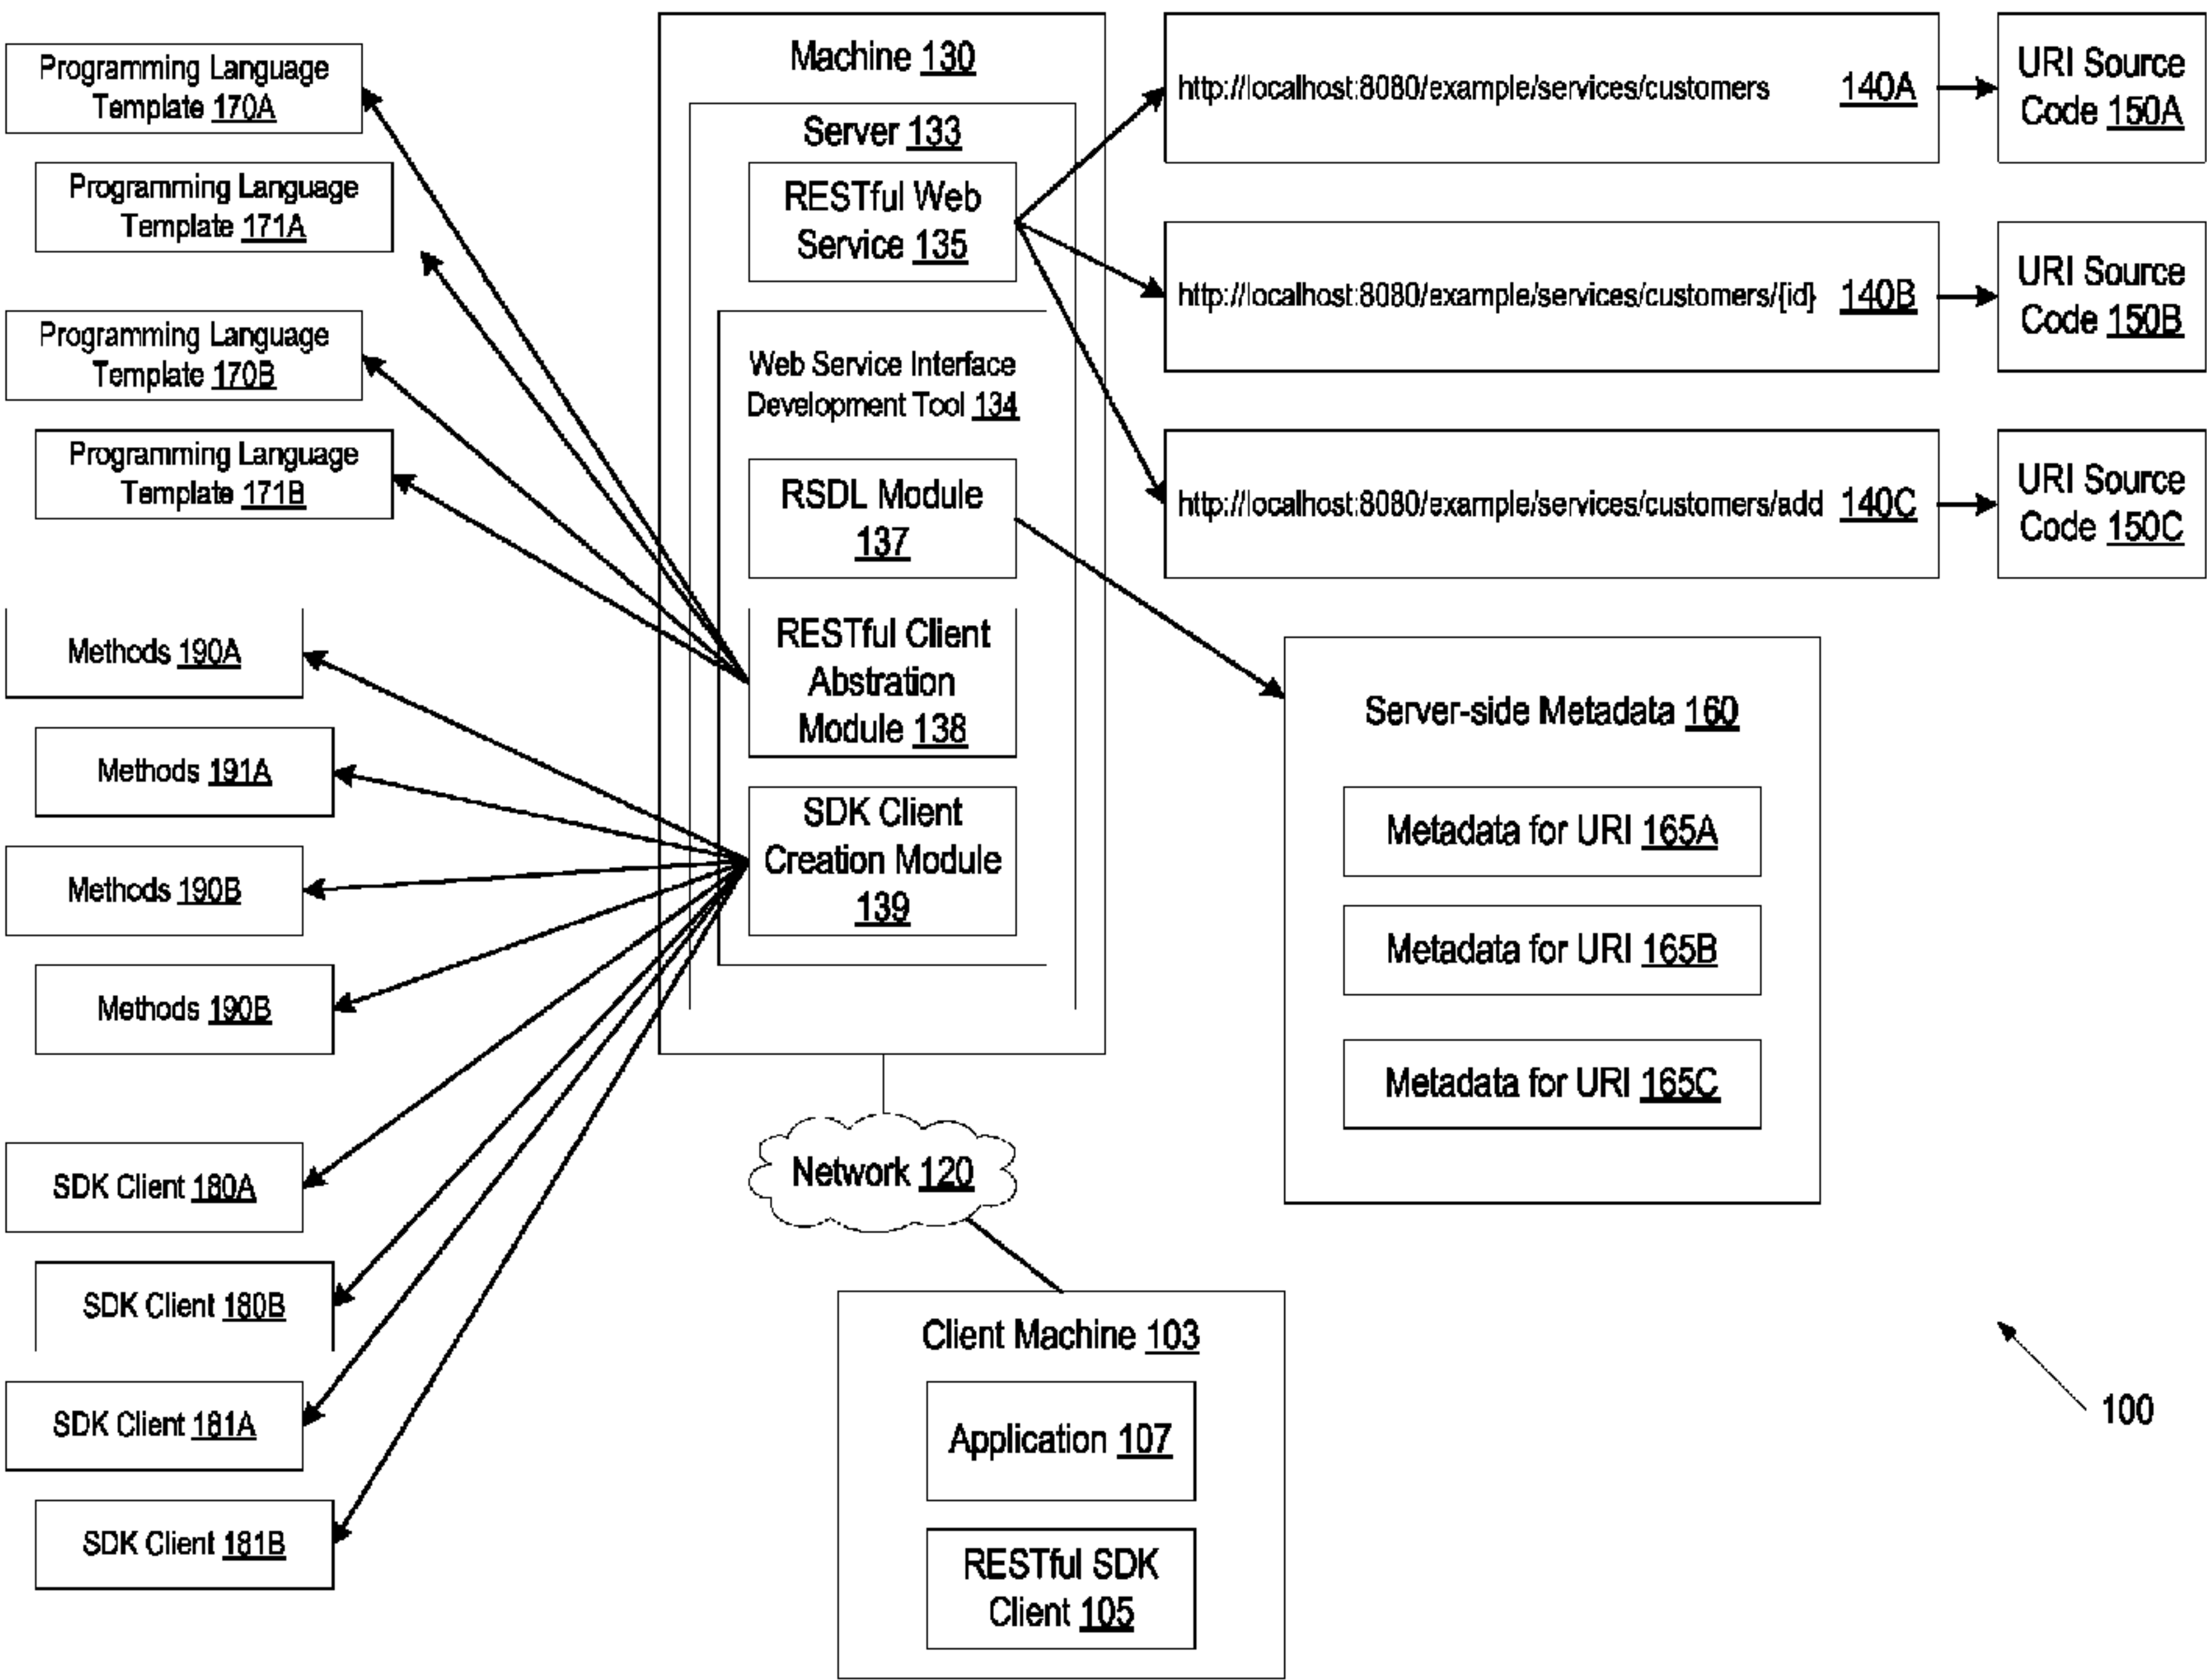 Programming Language
Template 170A
Programming Language
Template 171A
Programming Language
Template 170B
Programming Language
Template 171B
Methods 190A
Methods 191A
Methods 190B
Methods 190B
SDK Client 180A
SDK Client 180B
SDK Client 181A
SDK Client 181B
Machine 130
Server 133
RESTful Web
Service 135
Web Service Interface
Development Tool 134
RSDL Module
137
RESTful Client
Abstration
Module 138
SDK Client
Creation Module
139
Network 120
Client Machine 103
Application 107
RESTful SDK
Client 105
http://localhost:8080/example/services/customers 140A
URI Source
Code 150A
http://localhost:8080/example/services/customers/{id} 140B
URI Source
Code 150B
http://localhost:8080/example/services/customers/add 140C
URI Source
Code 150C
Server-side Metadata 160
Metadata for URI 165A
Metadata for URI 165B
Metadata for URI 165C
100